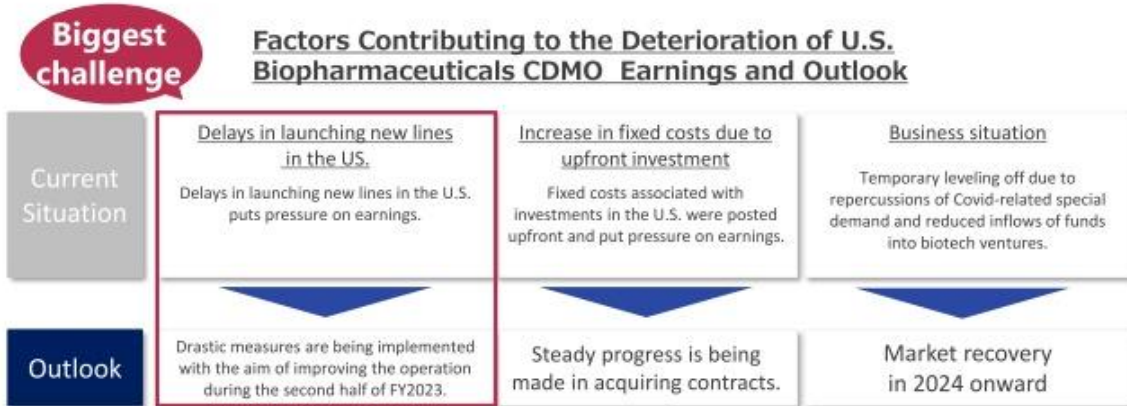 Biggest
challenge
Factors Contributing to the Deterioration of U.S.
Biopharmaceuticals CDMO Earnings and Outlook
Current
Situation
Delays in launching new lines
in the US.
Delays in launching new lines in the U.S.
puts pressure on earnings.
Increase in fixed costs due to
upfront investment
Fixed costs associated with
investments in the U.S. were posted
upfront and put pressure on earnings.
Business situation
Temporary leveling off due to
repercussions of Covid-related special
demand and reduced inflows of funds
into biotech ventures.
Outlook
Drastic measures are being implemented
with the aim of improving the operation
during the second half of FY2023.
Steady progress is being
made in acquiring contracts.
Market recovery
in 2024 onward